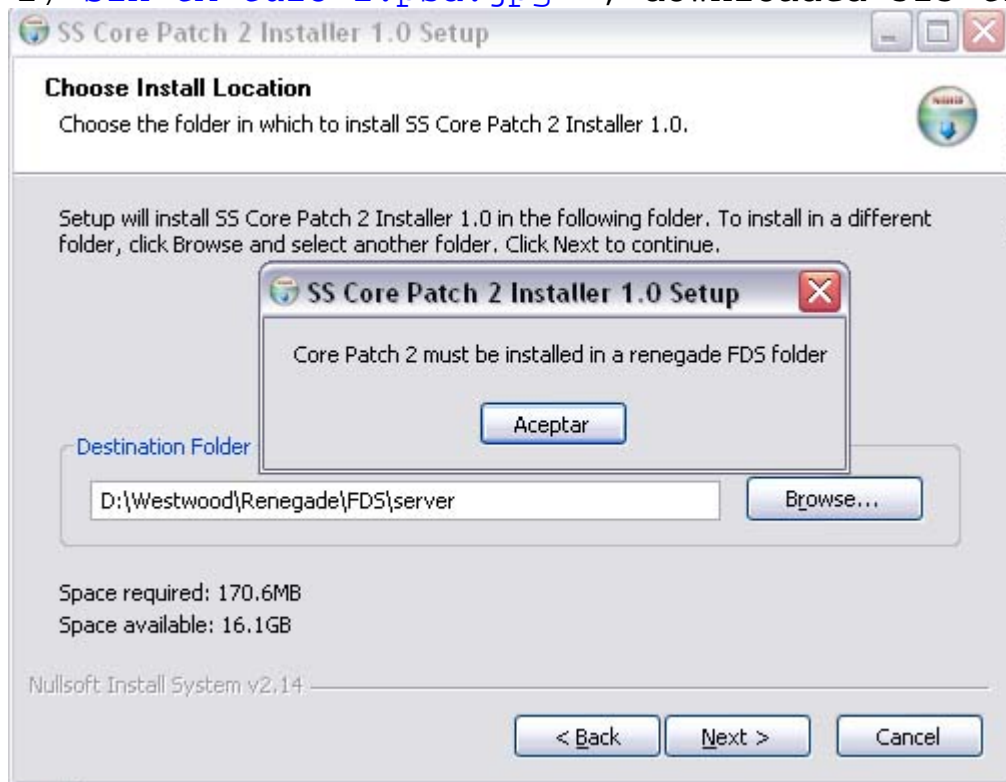 SS Core Patch 2 Installer 1.0 Setup
Choose Install Location
Choose the folder in which to install SS Core Patch 2 Installer 1.0.
Setup will install SS Core Patch 2 Installer 1.0 in the following folder. To install in a different
folder, click Browse and select another folder. Click Next to continue.
SS Core Patch 2 Installer 1.0 Setup
Core Patch 2 must be installed in a renegade FDS folder
Aceptar
Destination Folder
D:\Westwood\Renegade\FDS\server
Browse...
Space required: 170.6MB
Space available: 16.1GB
Nullsoft Install System v2.14
< Back
Next >
Cancel